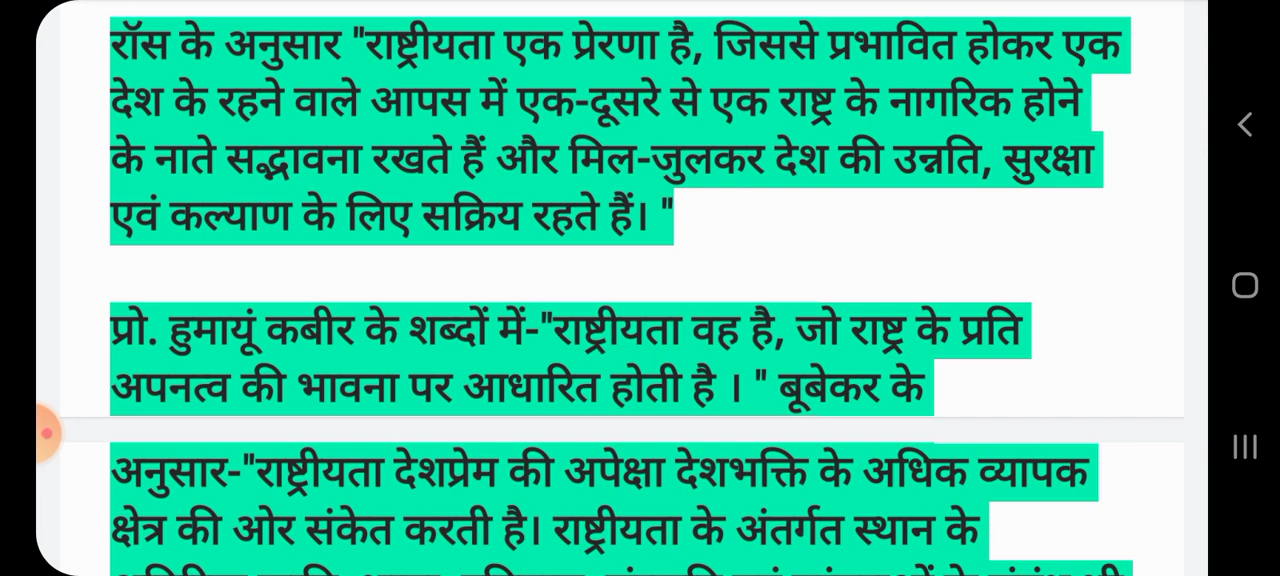 रॉस के अनुसार "राष्ट्रीयता एक प्रेरणा है, जिससे प्रभावित होकर एक
देश के रहने वाले आपस में एक-दूसरे से एक राष्ट्र के नागरिक होने
के नाते सद्भावना रखते हैं और मिल-जुलकर देश की उन्नति, सुरक्षा
एवं कल्याण के लिए सक्रिय रहते हैं। "
प्रो. हुमायूं कबीर के शब्दों में-"राष्ट्रीयता वह है, जो राष्ट्र के प्रति
अपनत्व की भावना पर आधारित होती है । " बूबेकर के
अनुसार-"राष्ट्रीयता देशप्रेम की अपेक्षा देशभक्ति के अधिक व्यापक
क्षेत्र की ओर संकेत करती है। राष्ट्रीयता के अंतर्गत स्थान के